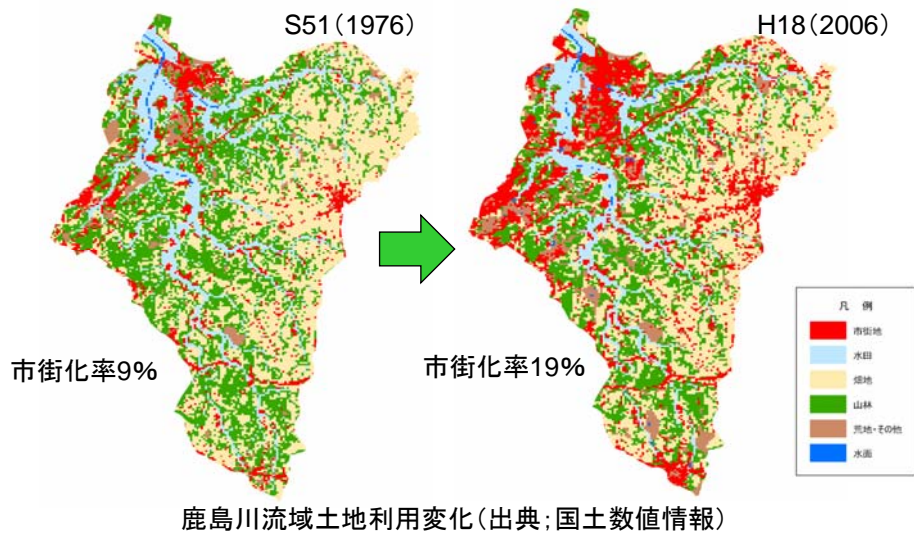 S51(1976)
H18(2006)
市街化率9%
市街化率19%
凡 例
市街地
水田
畑地
山林
荒地・その他
水面
鹿島川流域土地利用変化(出典;国土数値情報)